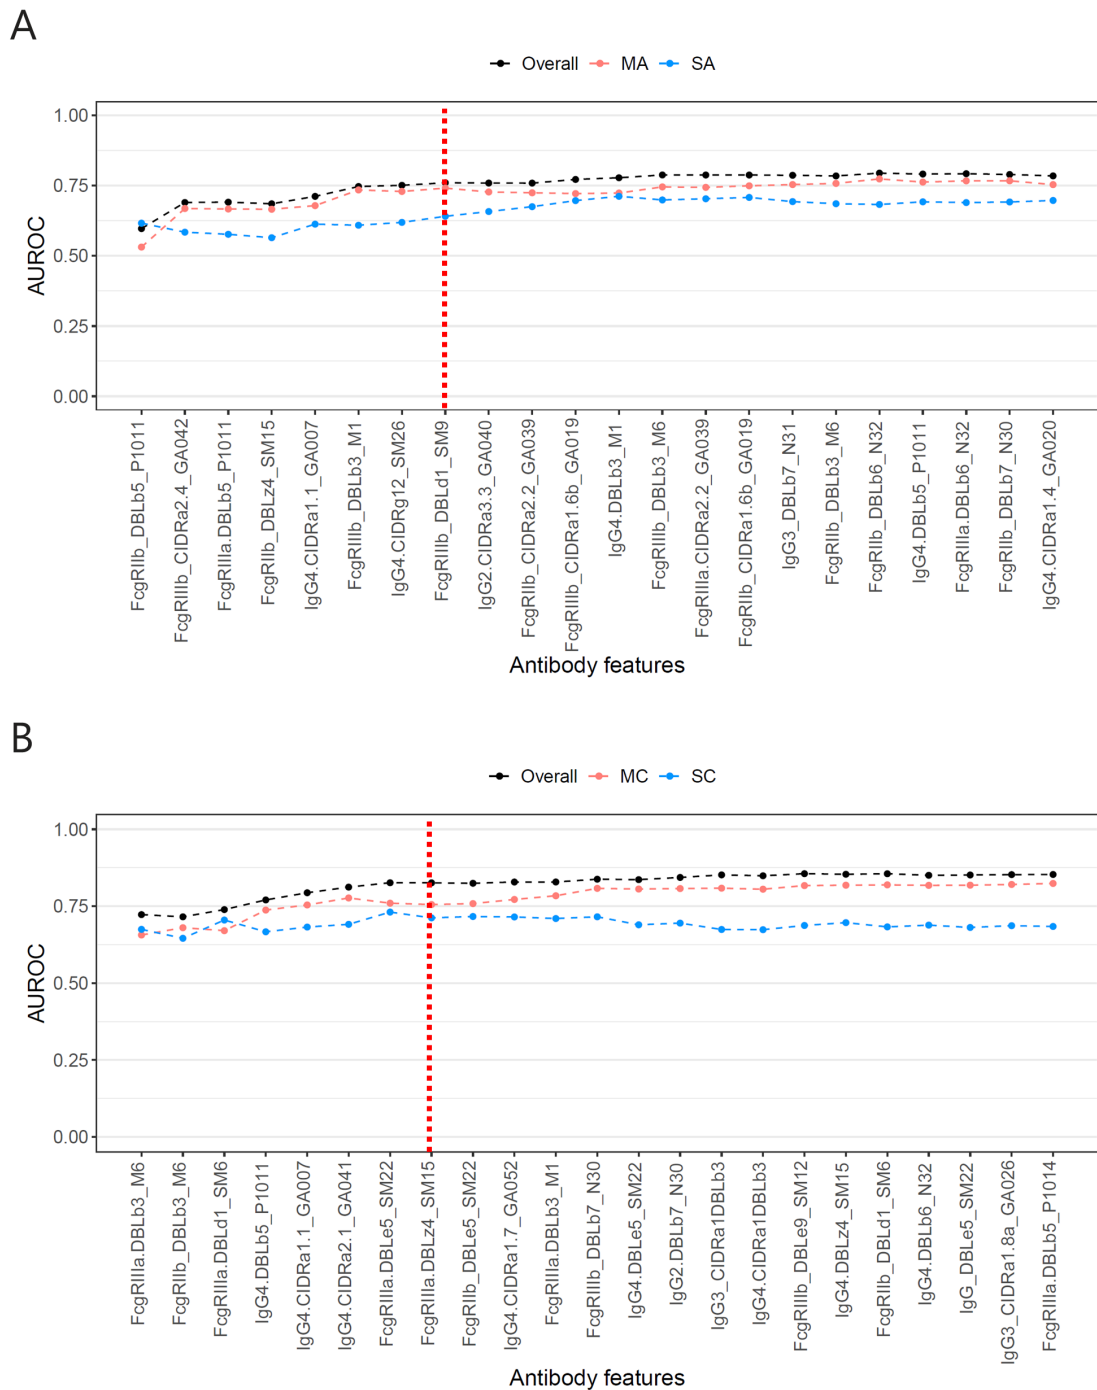 A
Overall MA SA
1.00
0.75
0.50
0.25
0.00
AUROC
FcgRIIb_DBLb5_P1011
FcgRIIIb_CIDRa2.4_GA042
FcgRIIIa.DBLb5_P1011
FcgRIIb_DBLz4_SM15
IgG4.CIDRa1.1_GA007
FcgRIIIb_DBLb3_M1
IgG4.CIDRg12_SM26
FcgRIIIb_DBLd1_SM9
IgG2.CIDRa3.3_GA040
FcgRIIb_CIDRa2.2_GA039
FcgRIIIb_CIDRa1.6b_GA019
IgG4.DBLb3_M1
FcgRIIIb_DBLb3_M6
FcgRIIIa.CIDRa2.2_GA039
FcgRIIb_CIDRa1.6b_GA019
IgG3_DBLb7_N31
FcgRIIb_DBLb3_M6
FcgRIIb_DBLb6_N32
IgG4.DBLb5_P1011
FcgRIIIa.DBLb6_N32
FcgRIIb_DBLb7_N30
IgG4.CIDRa1.4_GA020
Antibody features
B
Overall MC SC
1.00
0.75
0.50
0.25
0.00
AUROC
FcgRIIIa.DBLb3_M6
FcgRIIb_DBLb3_M6
FcgRIIIa.DBLd1_SM6
IgG4.DBLb5_P1011
IgG4.CIDRa1.1_GA007
IgG4.CIDRa2.1_GA041
FcgRIIIa.DBLe5_SM22
FcgRIIIa.DBLz4_SM15
FcgRIIb_DBLe5_SM22
IgG4.CIDRa1.7_GA052
FcgRIIIa.DBLb3_M1
FcgRIIIb_DBLb7_N30
IgG4.DBLe5_SM22
IgG2.DBLb7_N30
IgG3_CIDRa1DBLb3
IgG4.CIDRa1DBLb3
FcgRIIIb_DBLe9_SM12
IgG4.DBLz4_SM15
FcgRIIb_DBLd1_SM6
IgG4.DBLb6_N32
IgG_DBLe5_SM22
IgG3_CIDRa1.8a_GA026
FcgRIIIa.DBLb5_P1014
Antibody features